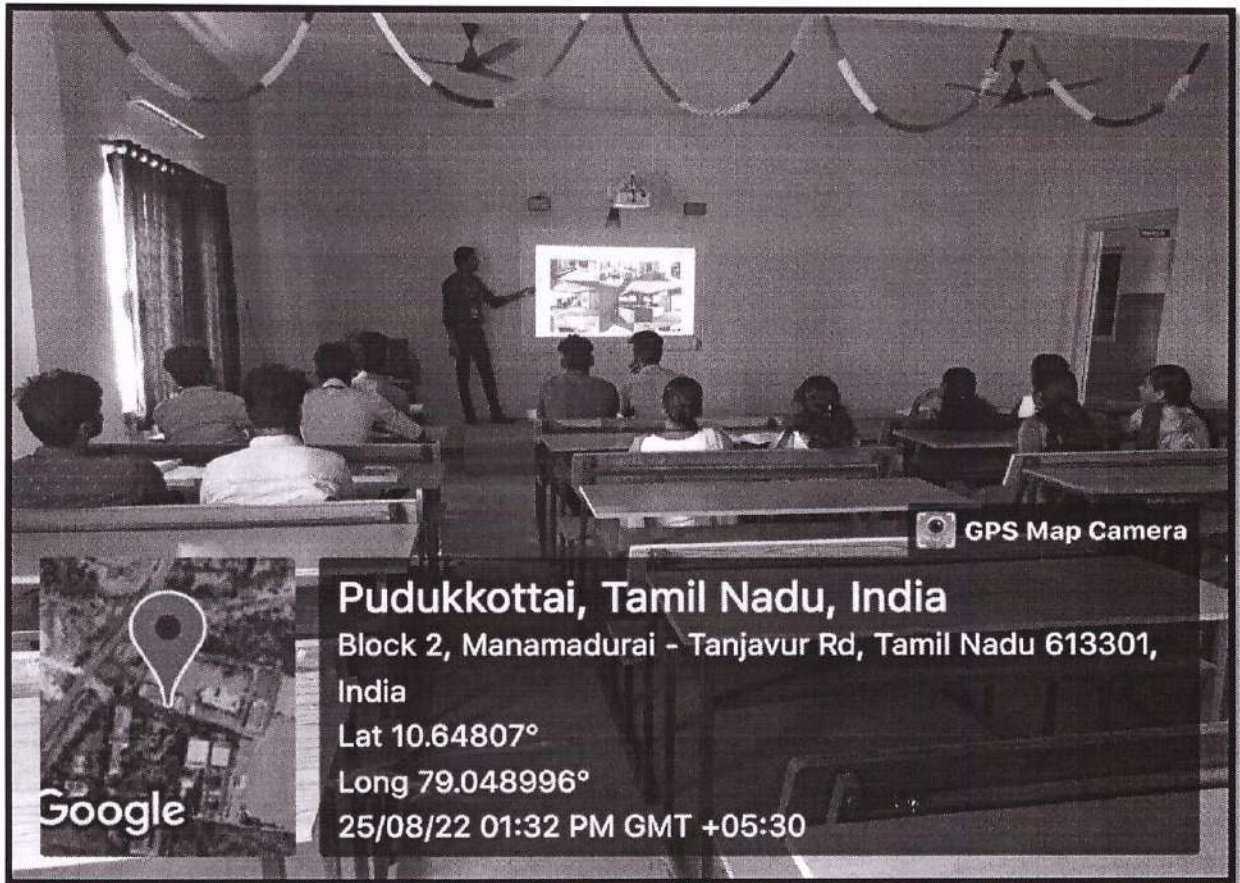 GPS Map Camera
Pudukkottai, Tamil Nadu, India
Block 2, Manamadurai - Tanjavur Rd, Tamil Nadu 613301,
India
Lat 10.64807°
Long 79.048996°
25/08/22 01:32 PM GMT +05:30
Google